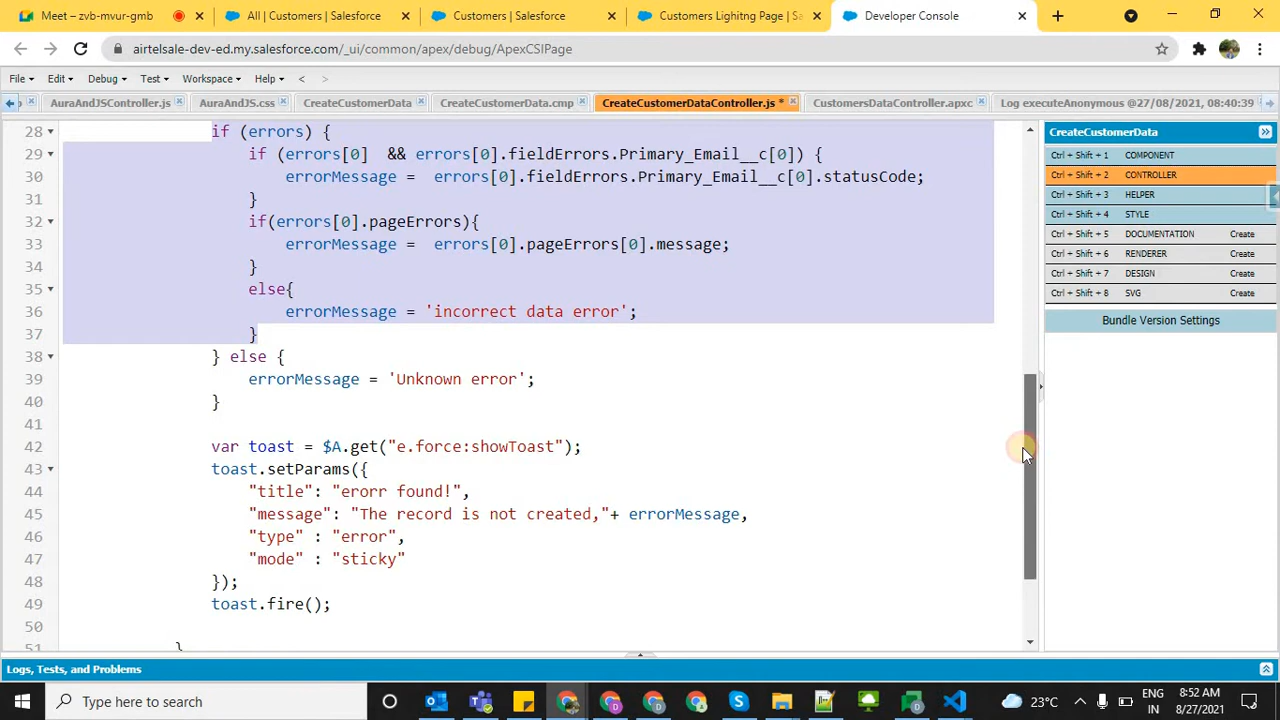 Meet – zvb-mvur-gmb
All | Customers | Salesforce
Customers | Salesforce
Customers Lighitng Page | Sa
Developer Console
airtelsale-dev-ed.my.salesforce.com/_ui/common/apex/debug/ApexCSIPage
File Edit Debug Test Workspace Help < >
AuraAndJSController.js AuraAndJS.css CreateCustomerData CreateCustomerData.cmp CreateCustomerDataController.js * CustomersDataController.apxc Log executeAnonymous @27/08/2021, 08:40:39
28 if (errors) {
29 if (errors[0] && errors[0].fieldErrors.Primary_Email__c[0]) {
30 errorMessage = errors[0].fieldErrors.Primary_Email__c[0].statusCode;
31 }
32 if(errors[0].pageErrors){
33 errorMessage = errors[0].pageErrors[0].message;
34 }
35 else{
36 errorMessage = 'incorrect data error';
37 }
38 } else {
39 errorMessage = 'Unknown error';
40 }
41
42 var toast = $A.get("e.force:showToast");
43 toast.setParams({
44 "title": "erorr found!",
45 "message": "The record is not created,"+ errorMessage,
46 "type" : "error",
47 "mode" : "sticky"
48 });
49 toast.fire();
50
51 }
CreateCustomerData
Ctrl + Shift + 1 COMPONENT
Ctrl + Shift + 2 CONTROLLER
Ctrl + Shift + 3 HELPER
Ctrl + Shift + 4 STYLE
Ctrl + Shift + 5 DOCUMENTATION Create
Ctrl + Shift + 6 RENDERER Create
Ctrl + Shift + 7 DESIGN Create
Ctrl + Shift + 8 SVG Create
Bundle Version Settings
Logs, Tests, and Problems
Type here to search
23°C
ENG
IN
8:52 AM
8/27/2021